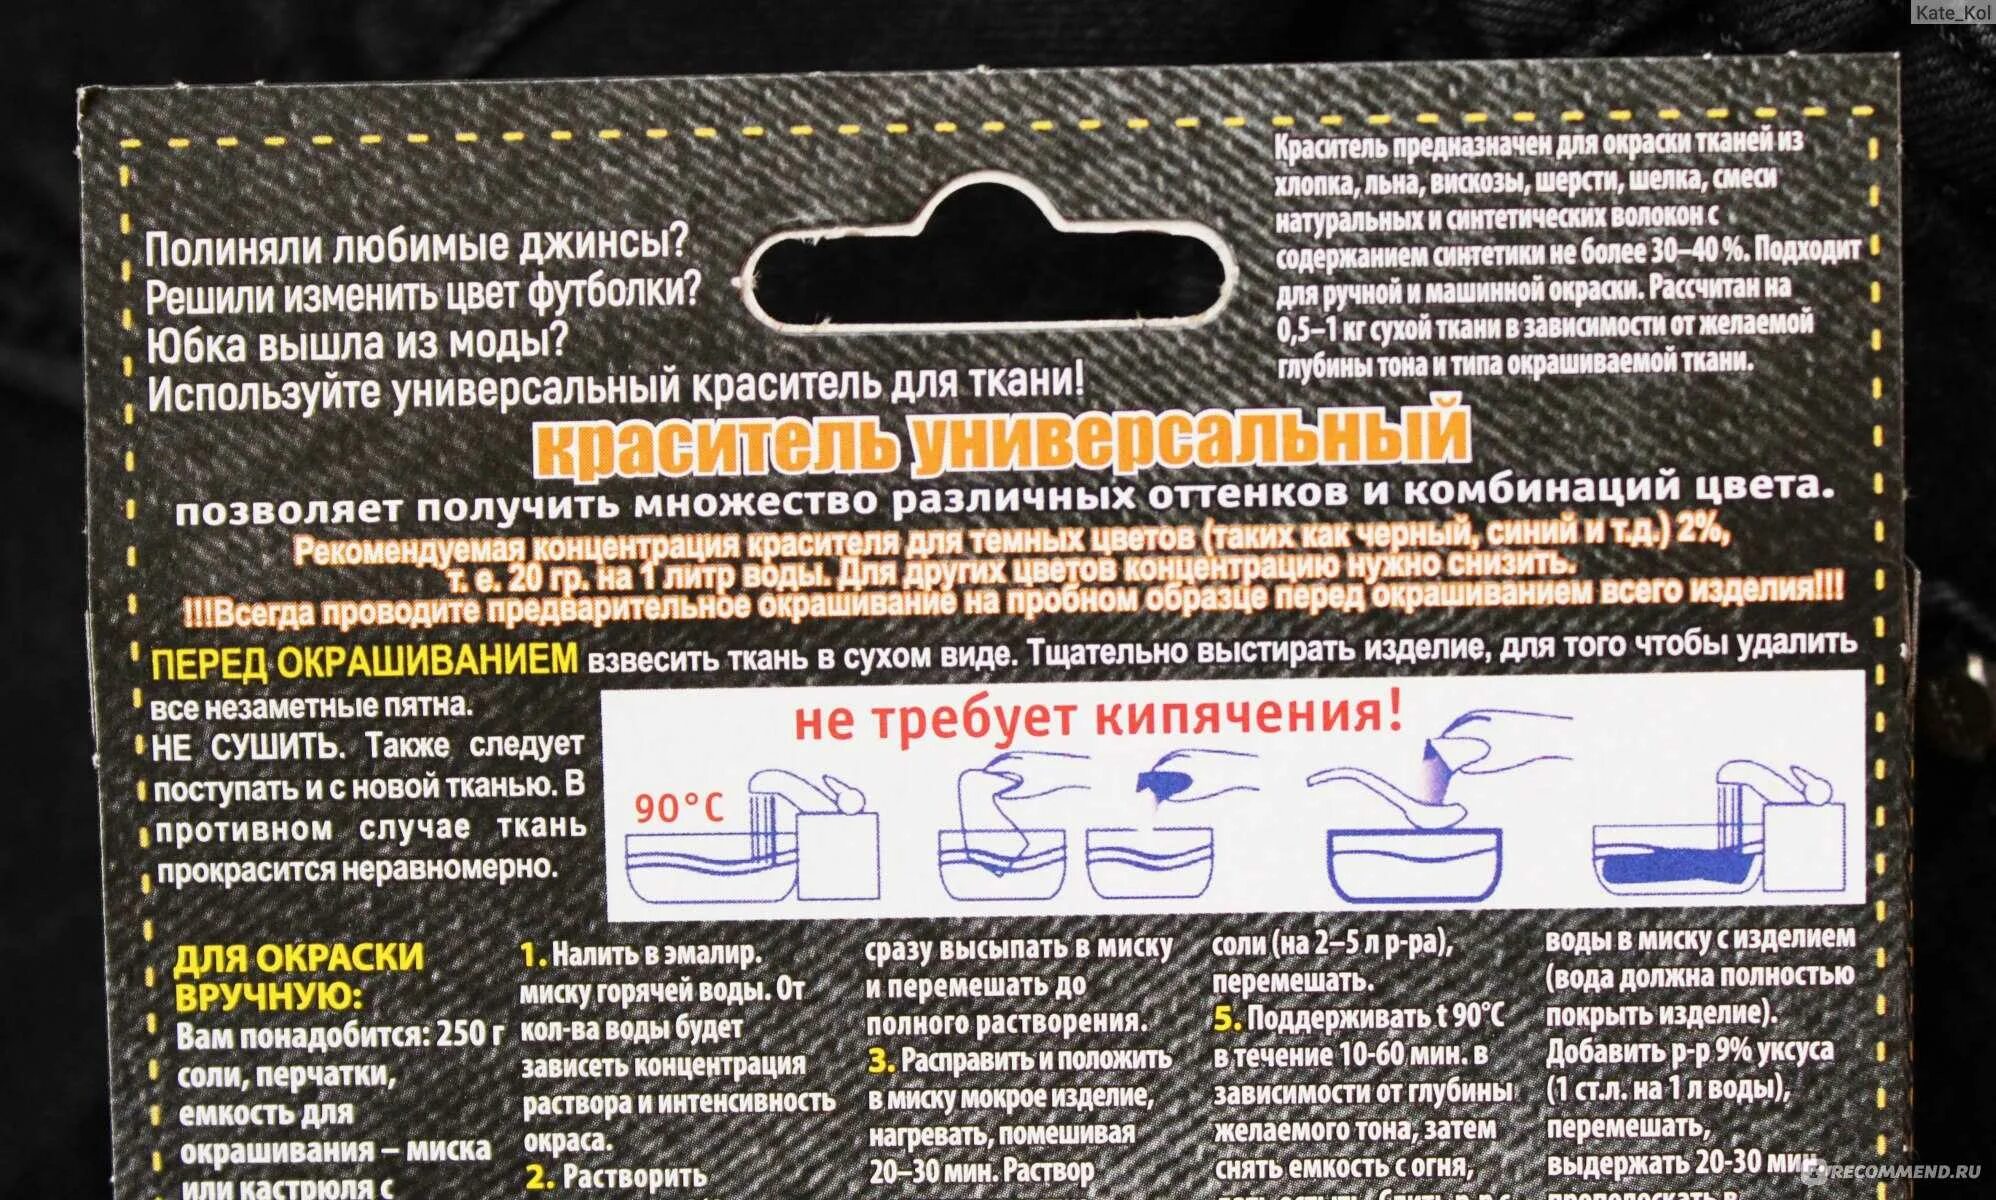 Kate_Kol
Полиняли любимые джинсы?
Решили изменить цвет футболки?
Юбка вышла из моды?
Используйте универсальный краситель для ткани!
Краситель предназначен для окраски тканей из
хлопка, льна, вискозы, шерсти, шелка, смеси
натуральных и синтетических волокон с
содержанием синтетики не более 30–40 %. Подходит
для ручной и машинной окраски. Рассчитан на
0,5–1 кг сухой ткани в зависимости от желаемой
глубины тона и типа окрашиваемой ткани.
краситель универсальный
позволяет получить множество различных оттенков и комбинаций цвета.
Рекомендуемая концентрация красителя для темных цветов (таких как черный, синий и т.д.) 2%,
т. е. 20 гр. на 1 литр воды. Для других цветов концентрацию нужно снизить.
!!!Всегда проводите предварительное окрашивание на пробном образце перед окрашиванием всего изделия!!!
ПЕРЕД ОКРАШИВАНИЕМ взвесить ткань в сухом виде. Тщательно выстирать изделие, для того чтобы удалить
все незаметные пятна.
НЕ СУШИТЬ. Также следует
поступать и с новой тканью. В
противном случае ткань
прокрасится неравномерно.
не требует кипячения!
90°C
ДЛЯ ОКРАСКИ
ВРУЧНУЮ:
Вам понадобится: 250 г
соли, перчатки,
емкость для
окрашивания – миска
или кастрюля с
1. Налить в эмалир.
миску горячей воды. От
кол-ва воды будет
зависеть концентрация
раствора и интенсивность
окраса.
2. Растворить
сразу высыпать в миску
и перемешать до
полного растворения.
3. Расправить и положить
в миску мокрое изделие,
нагревать, помешивая
20–30 мин. Раствор
соли (на 2–5 л р-ра),
перемешать.
5. Поддерживать t 90°C
в течение 10-60 мин. в
зависимости от глубины
желаемого тона, затем
снять емкость с огня,
воды в миску с изделием
(вода должна полностью
покрыть изделие).
Добавить р-р 9% уксуса
(1 ст.л. на 1 л воды),
перемешать,
выдержать 20-30 мин.
RECOMMEND.RU